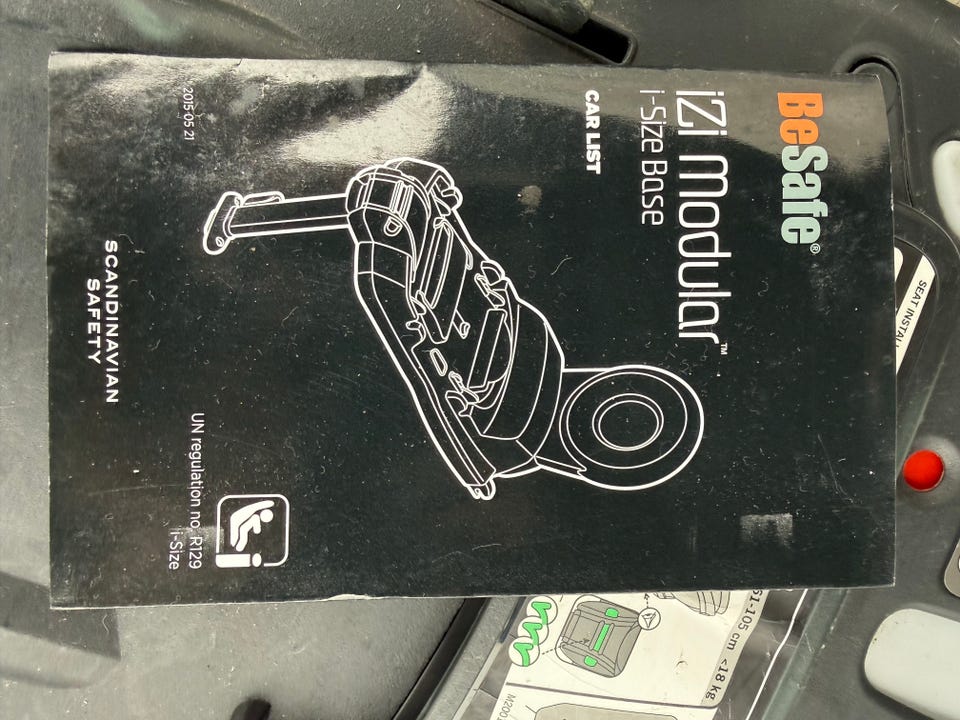 BeSafe®
iZi modular™
i-Size Base
CAR LIST
2015 05 21
SCANDINAVIAN
SAFETY
UN regulation no. R129
i-Size
SEAT
61-105 cm <18 kg